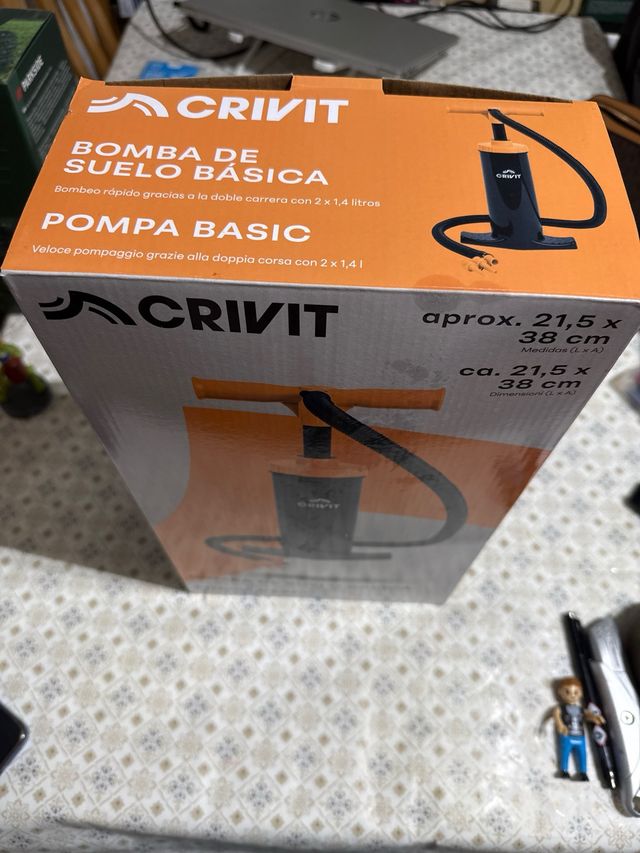 PARKSIDE
CRIVIT
BOMBA DE
SUELO BÁSICA
Bombeo rápido gracias a la doble carrera con 2 x 1,4 litros
POMPA BASIC
Veloce pompaggio grazie alla doppia corsa con 2 x 1,4 l
CRIVIT
CRIVIT
aprox. 21,5 x
38 cm
Medidas (L x A)
ca. 21,5 x
38 cm
Dimensioni (L x A)
CRIVIT